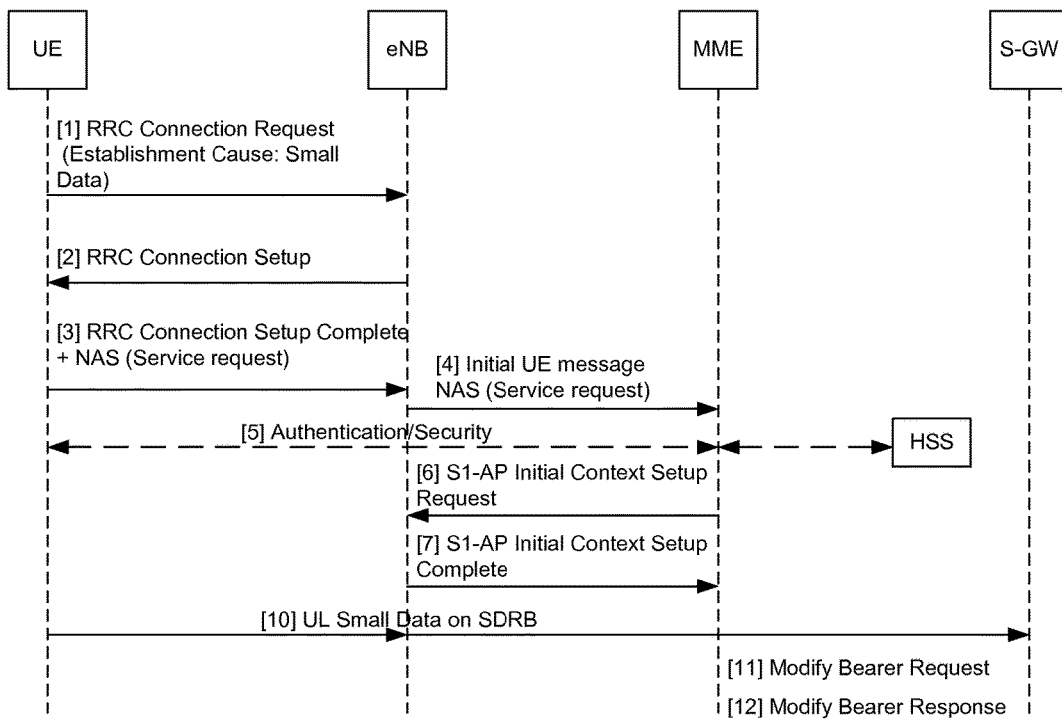 UE
eNB
MME
S-GW
[1] RRC Connection Request
(Establishment Cause: Small
Data)
[2] RRC Connection Setup
[3] RRC Connection Setup Complete
+ NAS (Service request)
[4] Initial UE message
NAS (Service request)
[5] Authentication/Security
HSS
[6] S1-AP Initial Context Setup
Request
[7] S1-AP Initial Context Setup
Complete
[10] UL Small Data on SDRB
[11] Modify Bearer Request
[12] Modify Bearer Response